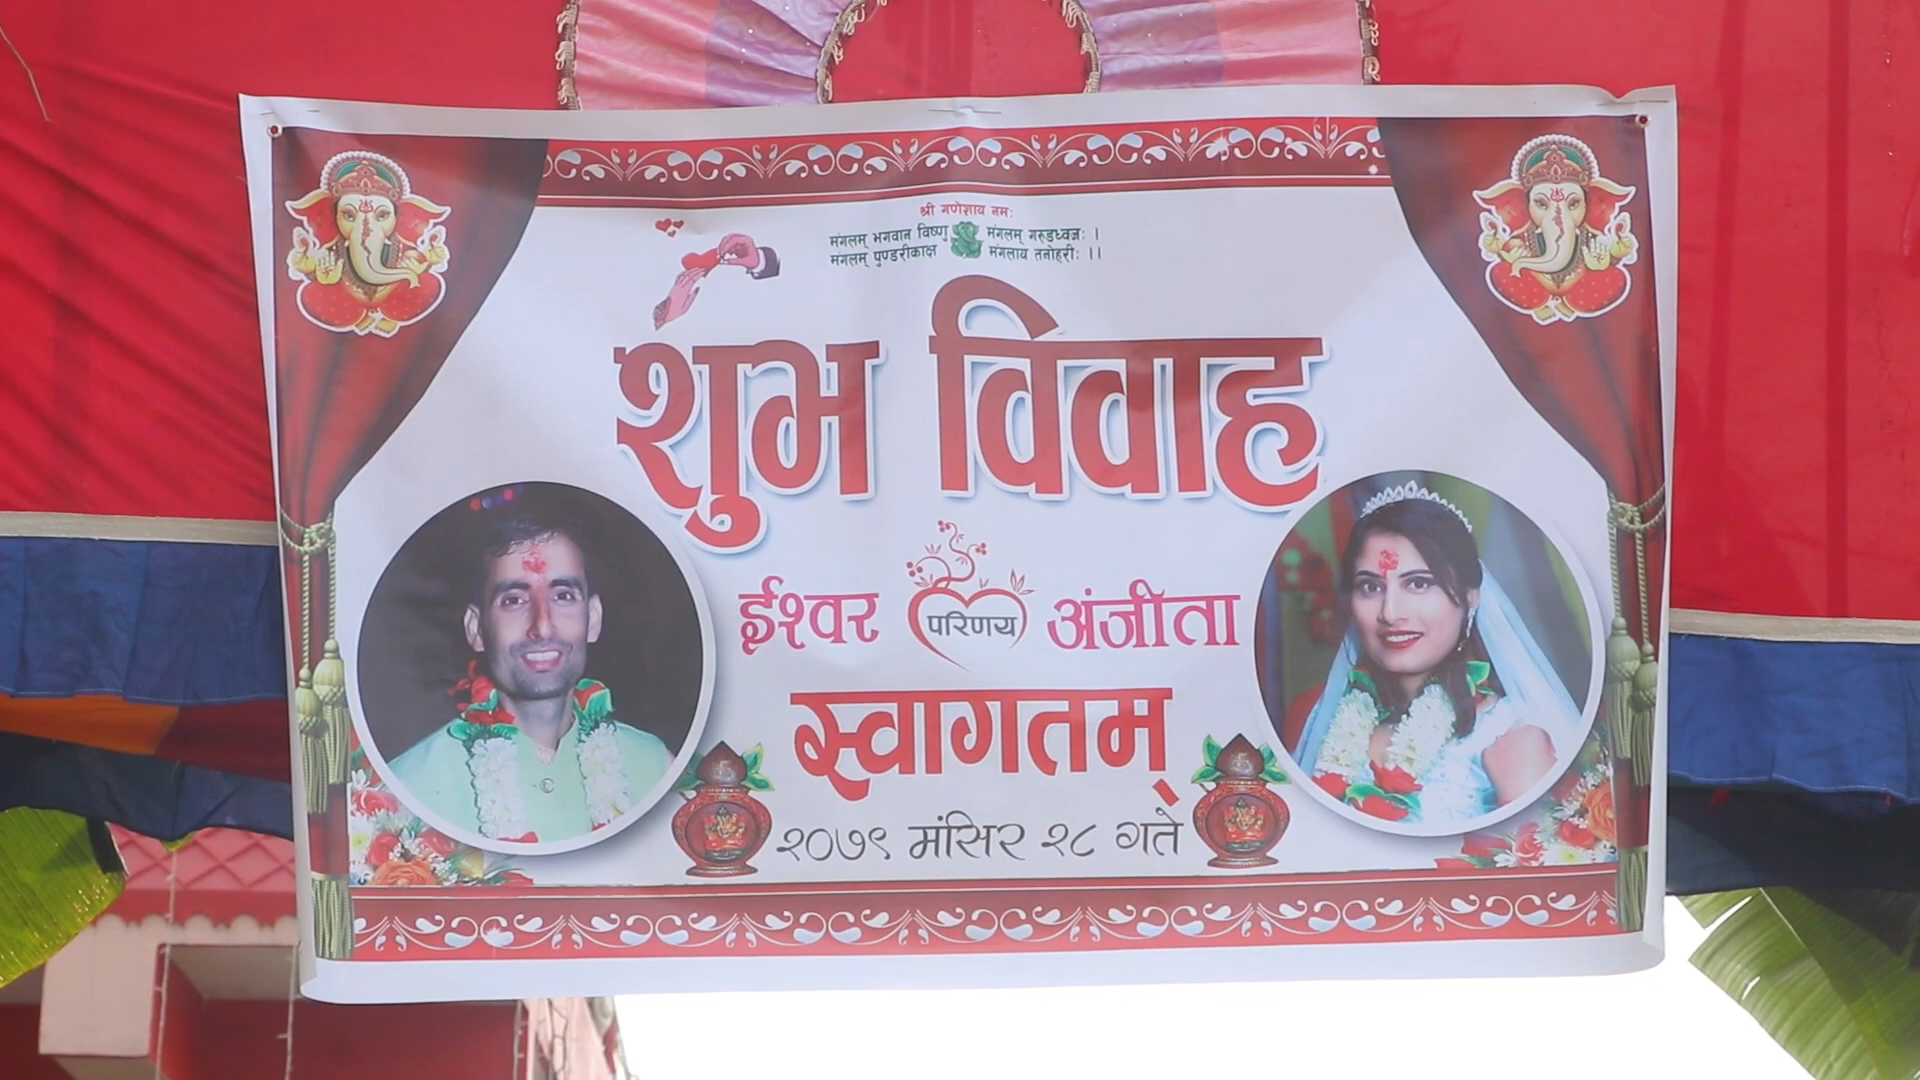 श्री गणेशाय नमः
मंगलम् भगवान विष्णु मंगलम् गरुडध्वजः ।
मंगलम् पुण्डरीकाक्ष मंगलाय तनोहरीः ।।
शुभ विवाह
ईश्वर परिणय अंजीता
स्वागतम्
२०७९ मंसिर २८ गते